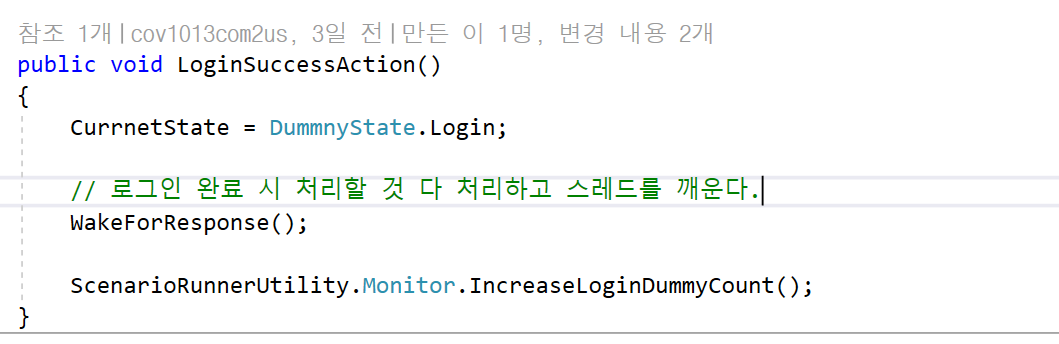 참조 1개|cov1013com2us, 3일 전|만든 이 1명, 변경 내용 2개
public void LoginSuccessAction()
{
CurrnetState = DummnyState.Login;
// 로그인 완료 시 처리할 것 다 처리하고 스레드를 깨운다.
WakeForResponse();
ScenarioRunnerUtility.Monitor.IncreaseLoginDummyCount();
}